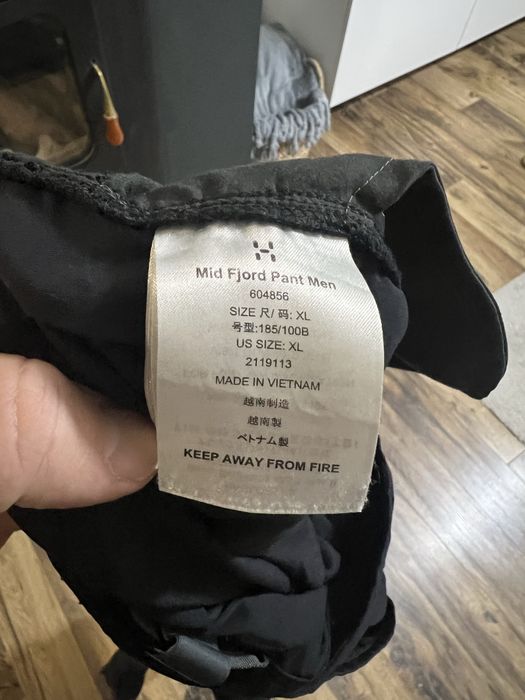 Mid Fjord Pant Men
604856
SIZE 尺/ 码: XL
号型:185/100B
US SIZE: XL
2119113
MADE IN VIETNAM
越南制造
越南製
ベトナム製
KEEP AWAY FROM FIRE